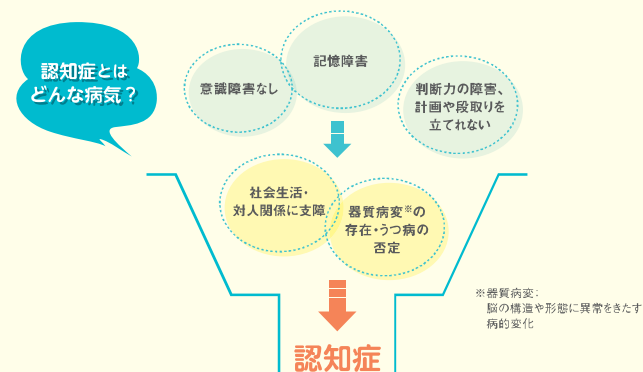 認知症とは
どんな病気？
意識障害なし
記憶障害
判断力の障害、
計画や段取りを
立てれない
社会生活・
対人関係に支障
器質病変※の
存在・うつ病の
否定
※器質病変：
脳の構造や形態に異常をきたす
病的変化
認知症